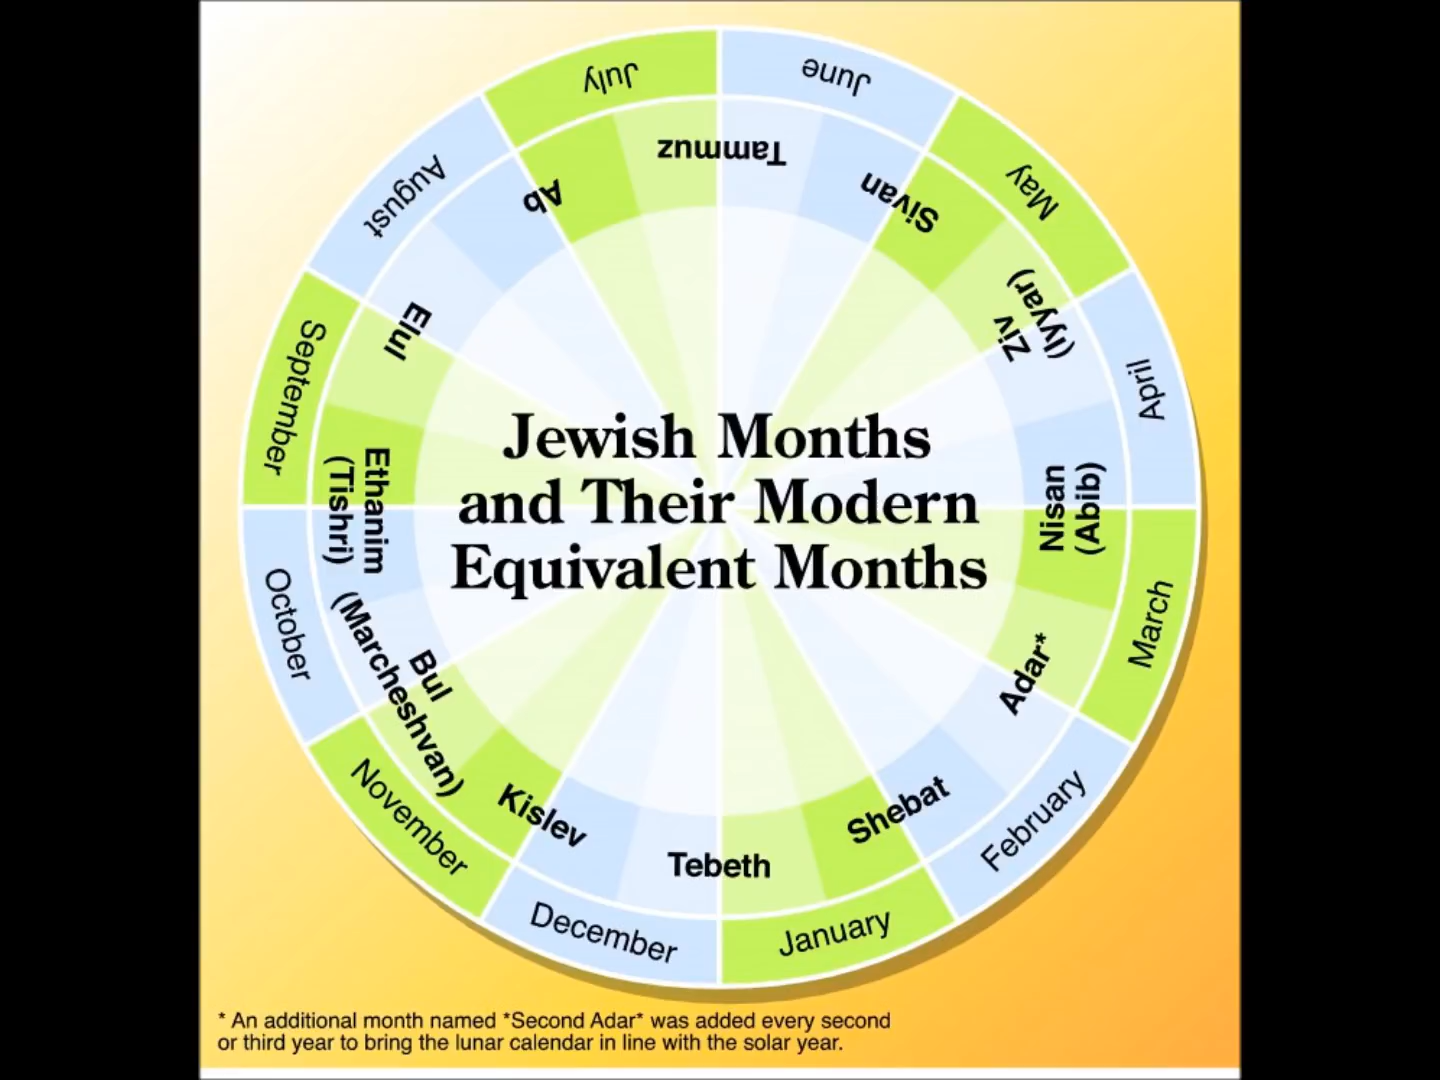 July
June
May
April
March
February
January
December
November
October
September
August
Tammuz
Sivan
Ziv
(Iyyar)
Nisan
(Abib)
Adar*
Shebat
Tebeth
Kislev
Bul
(Marcheshvan)
Ethanim
(Tishri)
Elul
Ab
Jewish Months
and Their Modern
Equivalent Months
* An additional month named *Second Adar* was added every second
or third year to bring the lunar calendar in line with the solar year.